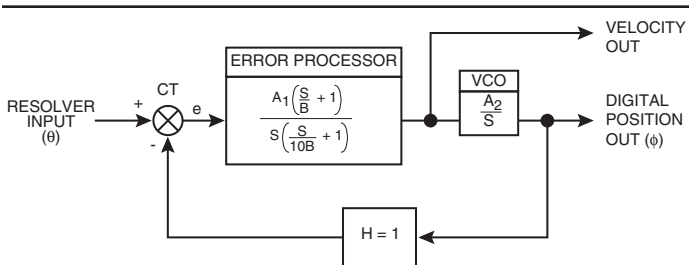 VELOCITY
OUT
ERROR PROCESSOR
CT
VCO
RESOLVER
INPUT
(θ)
+
-
e
A1(S/B + 1)
S(S/10B + 1)
A2
S
DIGITAL
POSITION
OUT (ϕ)
H = 1